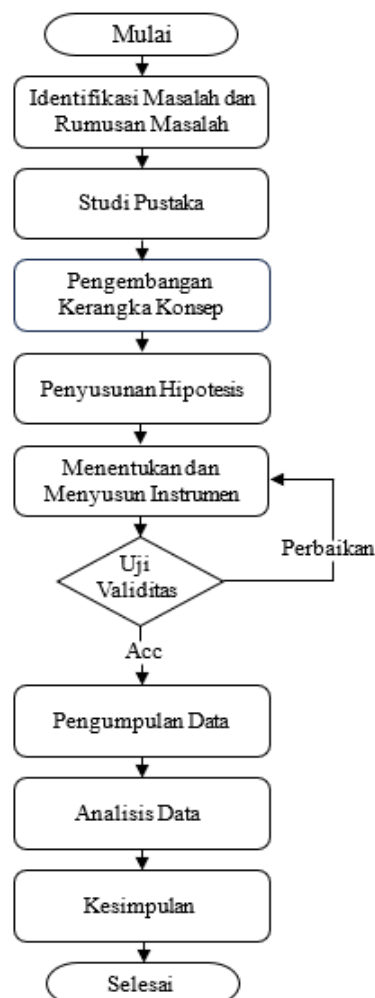 Mulai
Identifikasi Masalah dan
Rumusan Masalah
Studi Pustaka
Pengembangan
Kerangka Konsep
Penyusunan Hipotesis
Menentukan dan
Menyusun Instrumen
Uji
Validitas
Perbaikan
Acc
Pengumpulan Data
Analisis Data
Kesimpulan
Selesai